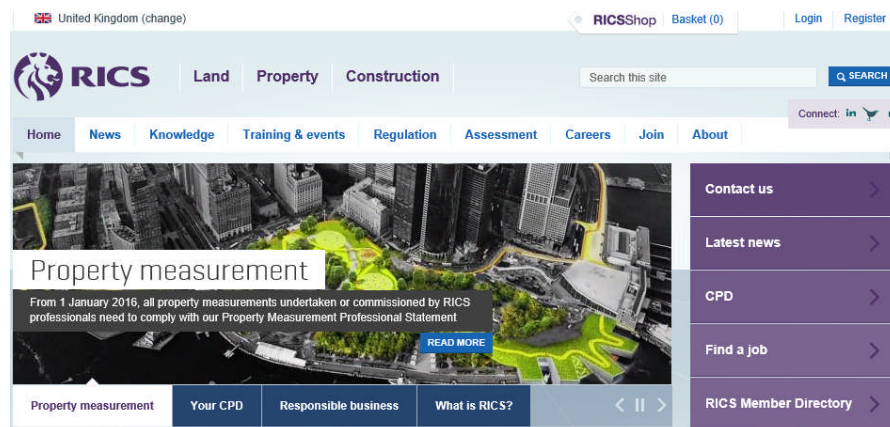 United Kingdom (change)
RICSShop Basket (0)
Login Register
RICS
Land Property Construction
Search this site
SEARCH
Connect: in
Home News Knowledge Training & events Regulation Assessment Careers Join About
Property measurement
From 1 January 2016, all property measurements undertaken or commissioned by RICS
professionals need to comply with our Property Measurement Professional Statement
READ MORE
Contact us
Latest news
CPD
Find a job
RICS Member Directory
Property measurement Your CPD Responsible business What is RICS?